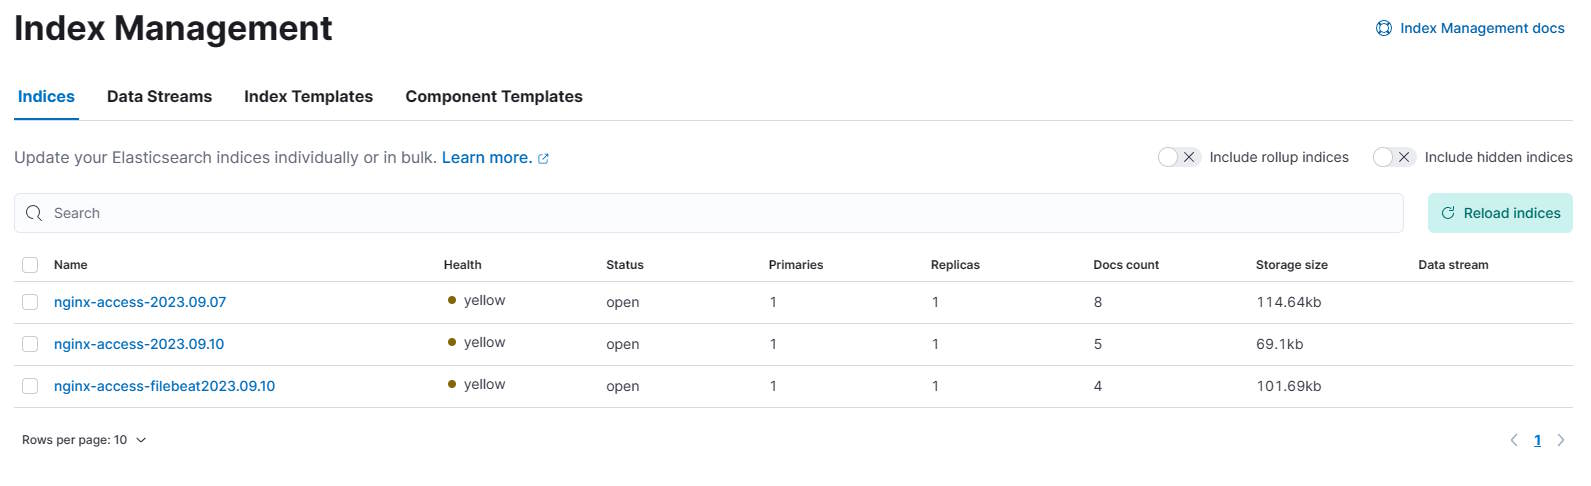 Index Management
Index Management docs
Indices Data Streams Index Templates Component Templates
Update your Elasticsearch indices individually or in bulk. Learn more.
Include rollup indices Include hidden indices
Search
Reload indices
Name Health Status Primaries Replicas Docs count Storage size Data stream
nginx-access-2023.09.07 yellow open 1 1 8 114.64kb
nginx-access-2023.09.10 yellow open 1 1 5 69.1kb
nginx-access-filebeat2023.09.10 yellow open 1 1 4 101.69kb
Rows per page: 10 1